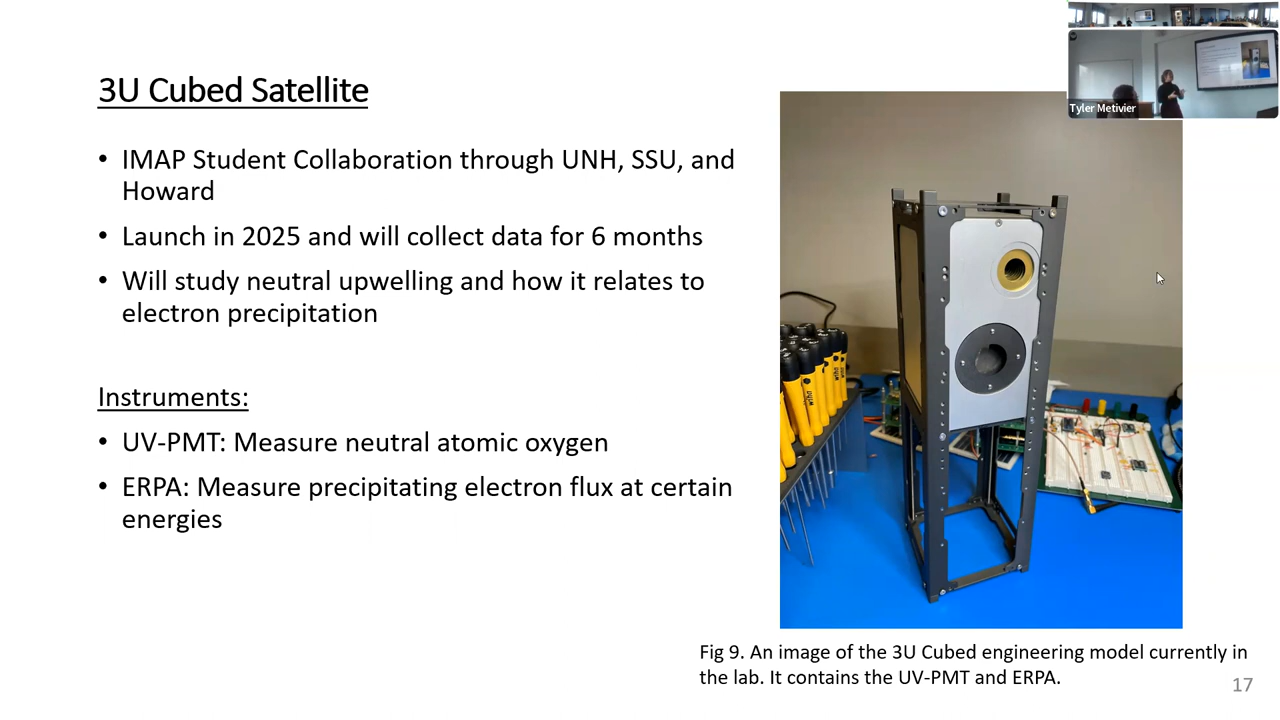 3U Cubed Satellite
• IMAP Student Collaboration through UNH, SSU, and
Howard
• Launch in 2025 and will collect data for 6 months
• Will study neutral upwelling and how it relates to
electron precipitation
Instruments:
• UV-PMT: Measure neutral atomic oxygen
• ERPA: Measure precipitating electron flux at certain
energies
Tyler Metivier
wiha
wiha
Fig 9. An image of the 3U Cubed engineering model currently in
the lab. It contains the UV-PMT and ERPA.
17